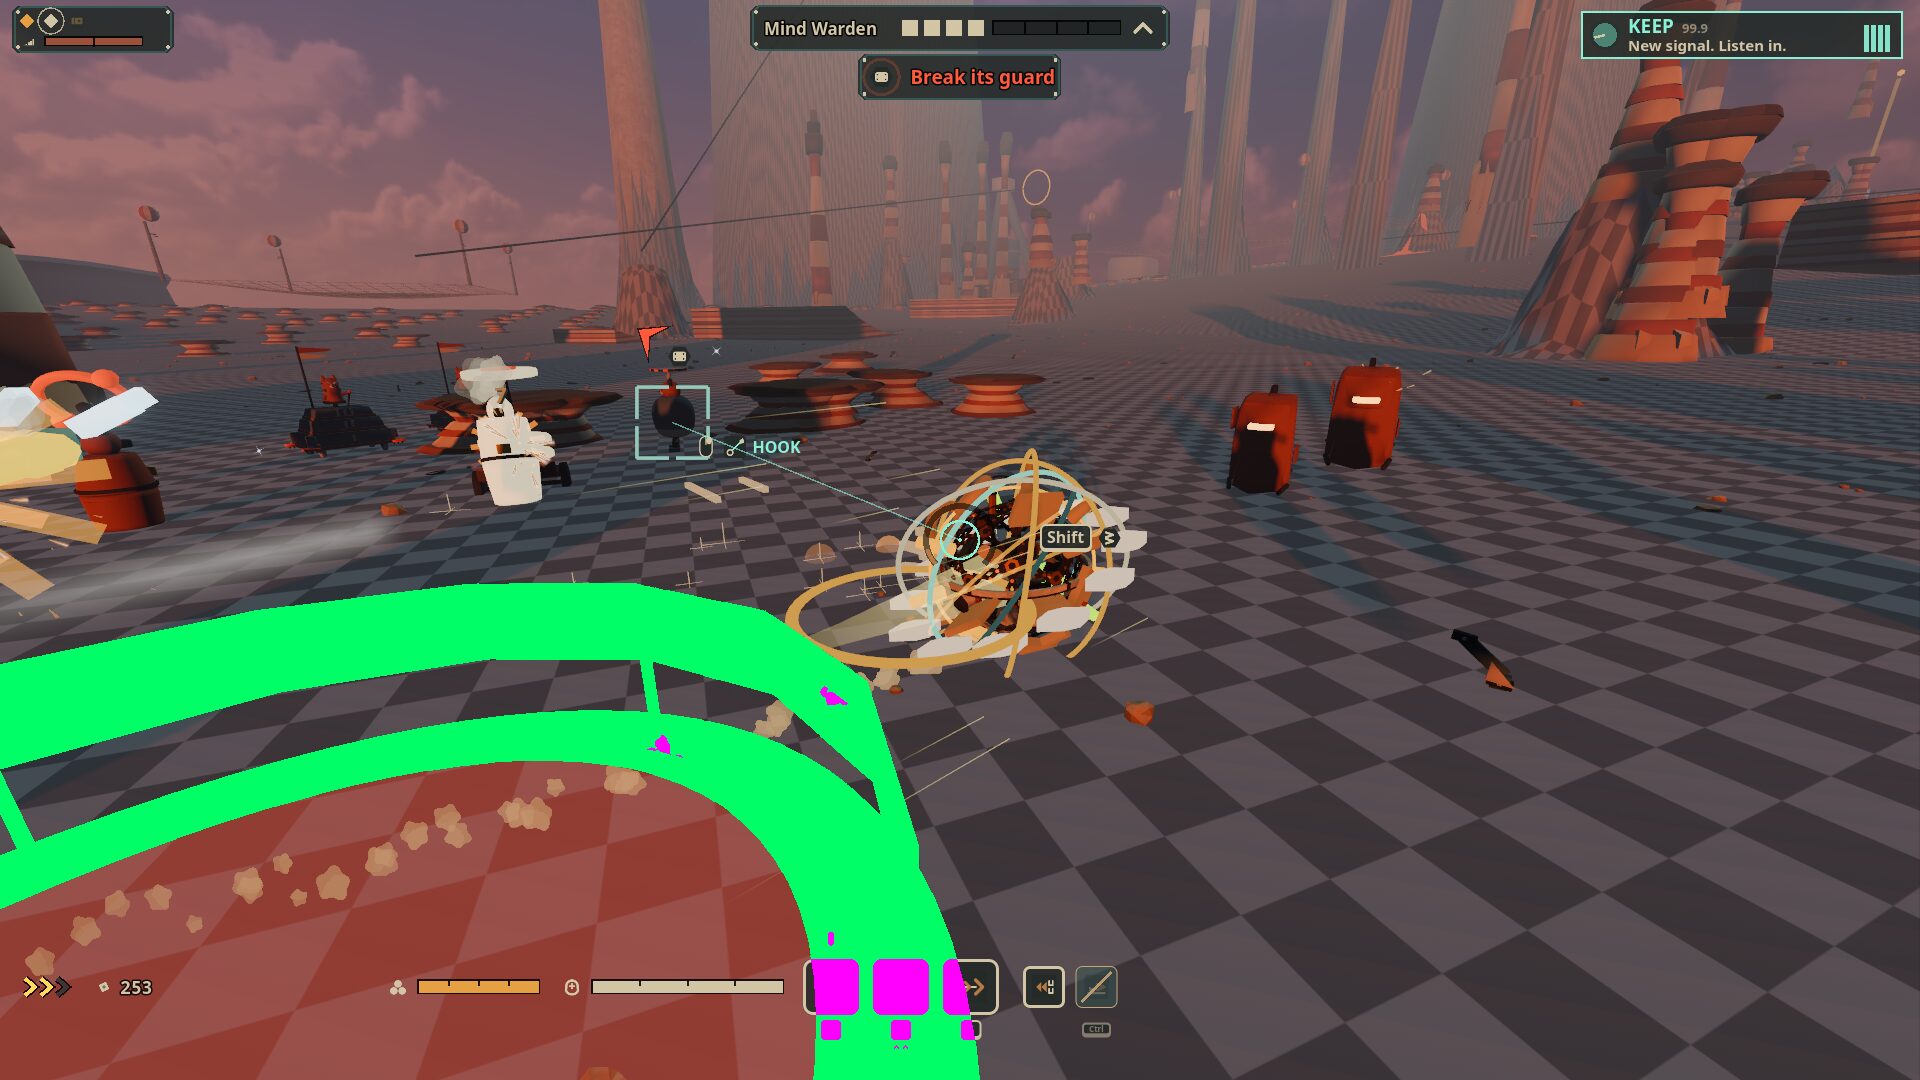 Mind Warden
Break its guard
KEEP 99.9
New signal. Listen in.
HOOK
Shift
253
Ctrl